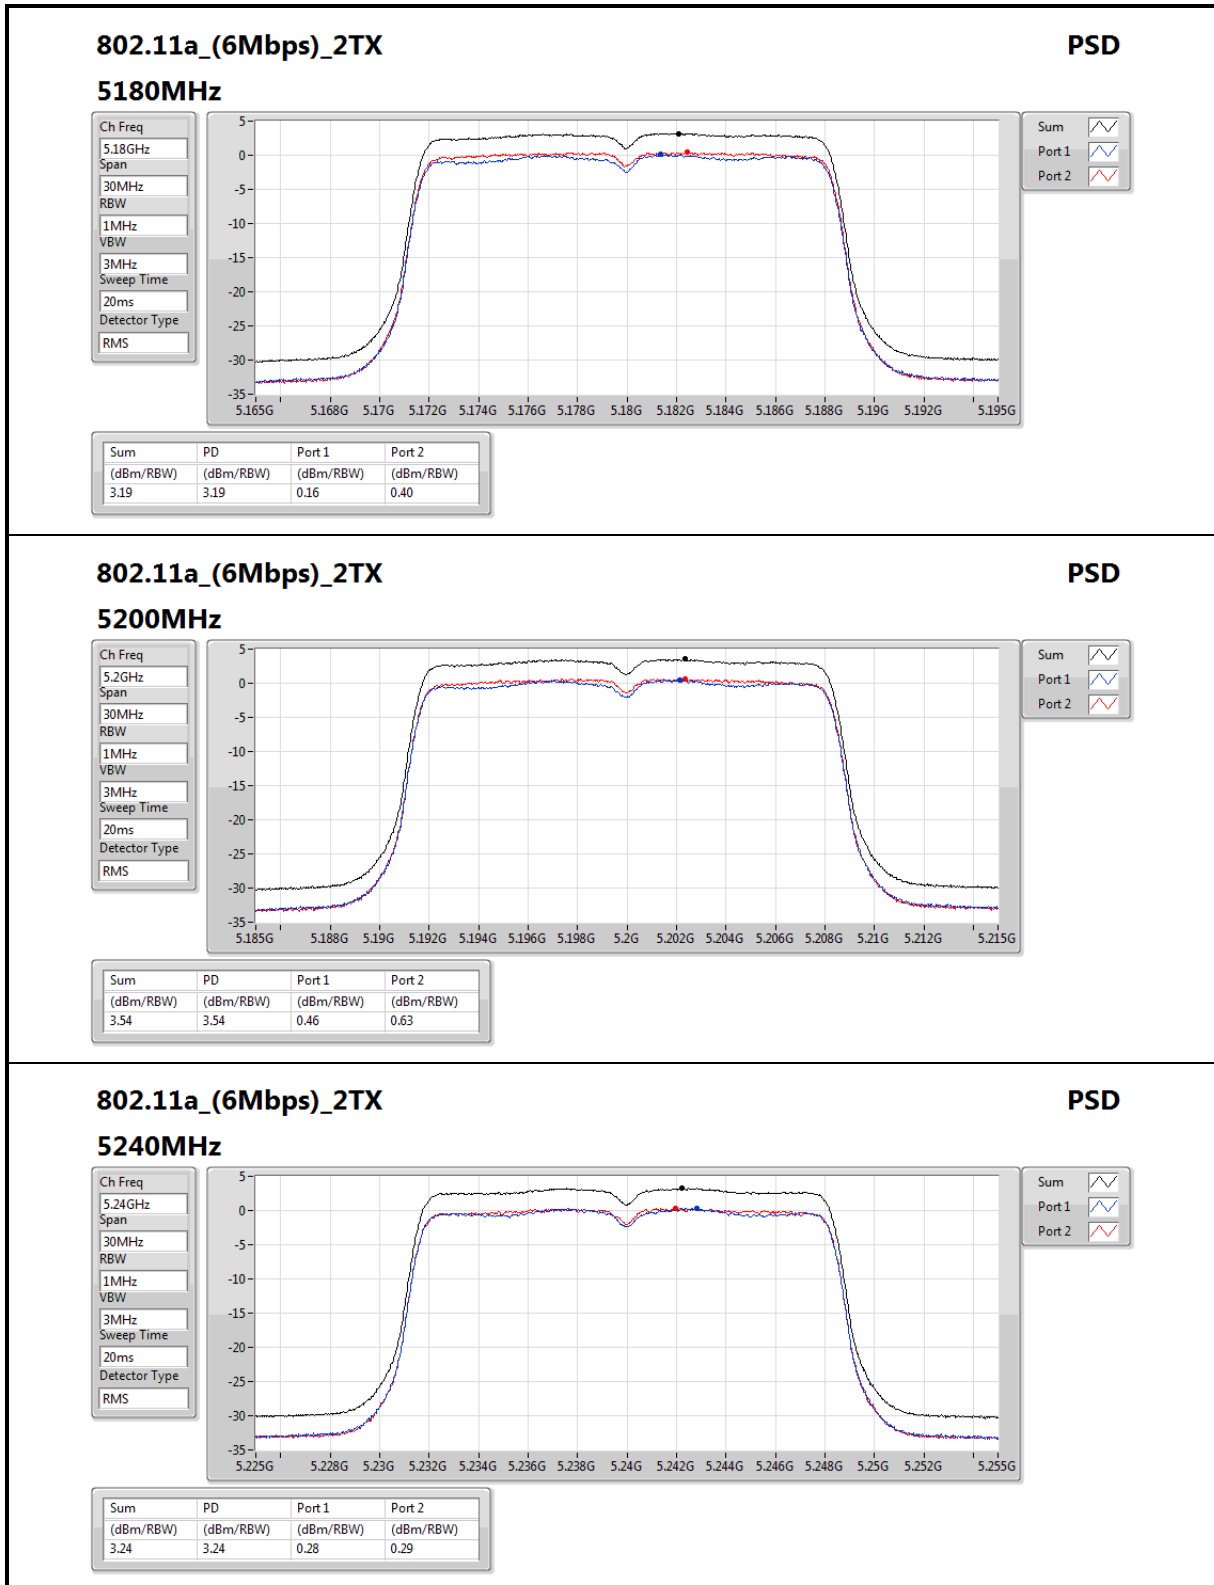 802.11a_(6Mbps)_2TX PSD
5180MHz
Ch Freq
5.18GHz
Span
30MHz
RBW
1MHz
VBW
3MHz
Sweep Time
20ms
Detector Type
RMS
5
0
-5
-10
-15
-20
-25
-30
-35
5.165G 5.168G 5.17G 5.172G 5.174G 5.176G 5.178G 5.18G 5.182G 5.184G 5.186G 5.188G 5.19G 5.192G 5.195G
Sum
Port 1
Port 2
Sum PD Port 1 Port 2
(dBm/RBW) (dBm/RBW) (dBm/RBW) (dBm/RBW)
3.19 3.19 0.16 0.40
802.11a_(6Mbps)_2TX PSD
5200MHz
Ch Freq
5.2GHz
Span
30MHz
RBW
1MHz
VBW
3MHz
Sweep Time
20ms
Detector Type
RMS
5
0
-5
-10
-15
-20
-25
-30
-35
5.185G 5.188G 5.19G 5.192G 5.194G 5.196G 5.198G 5.2G 5.202G 5.204G 5.206G 5.208G 5.21G 5.212G 5.215G
Sum
Port 1
Port 2
Sum PD Port 1 Port 2
(dBm/RBW) (dBm/RBW) (dBm/RBW) (dBm/RBW)
3.54 3.54 0.46 0.63
802.11a_(6Mbps)_2TX PSD
5240MHz
Ch Freq
5.24GHz
Span
30MHz
RBW
1MHz
VBW
3MHz
Sweep Time
20ms
Detector Type
RMS
5
0
-5
-10
-15
-20
-25
-30
-35
5.225G 5.228G 5.23G 5.232G 5.234G 5.236G 5.238G 5.24G 5.242G 5.244G 5.246G 5.248G 5.25G 5.252G 5.255G
Sum
Port 1
Port 2
Sum PD Port 1 Port 2
(dBm/RBW) (dBm/RBW) (dBm/RBW) (dBm/RBW)
3.24 3.24 0.28 0.29